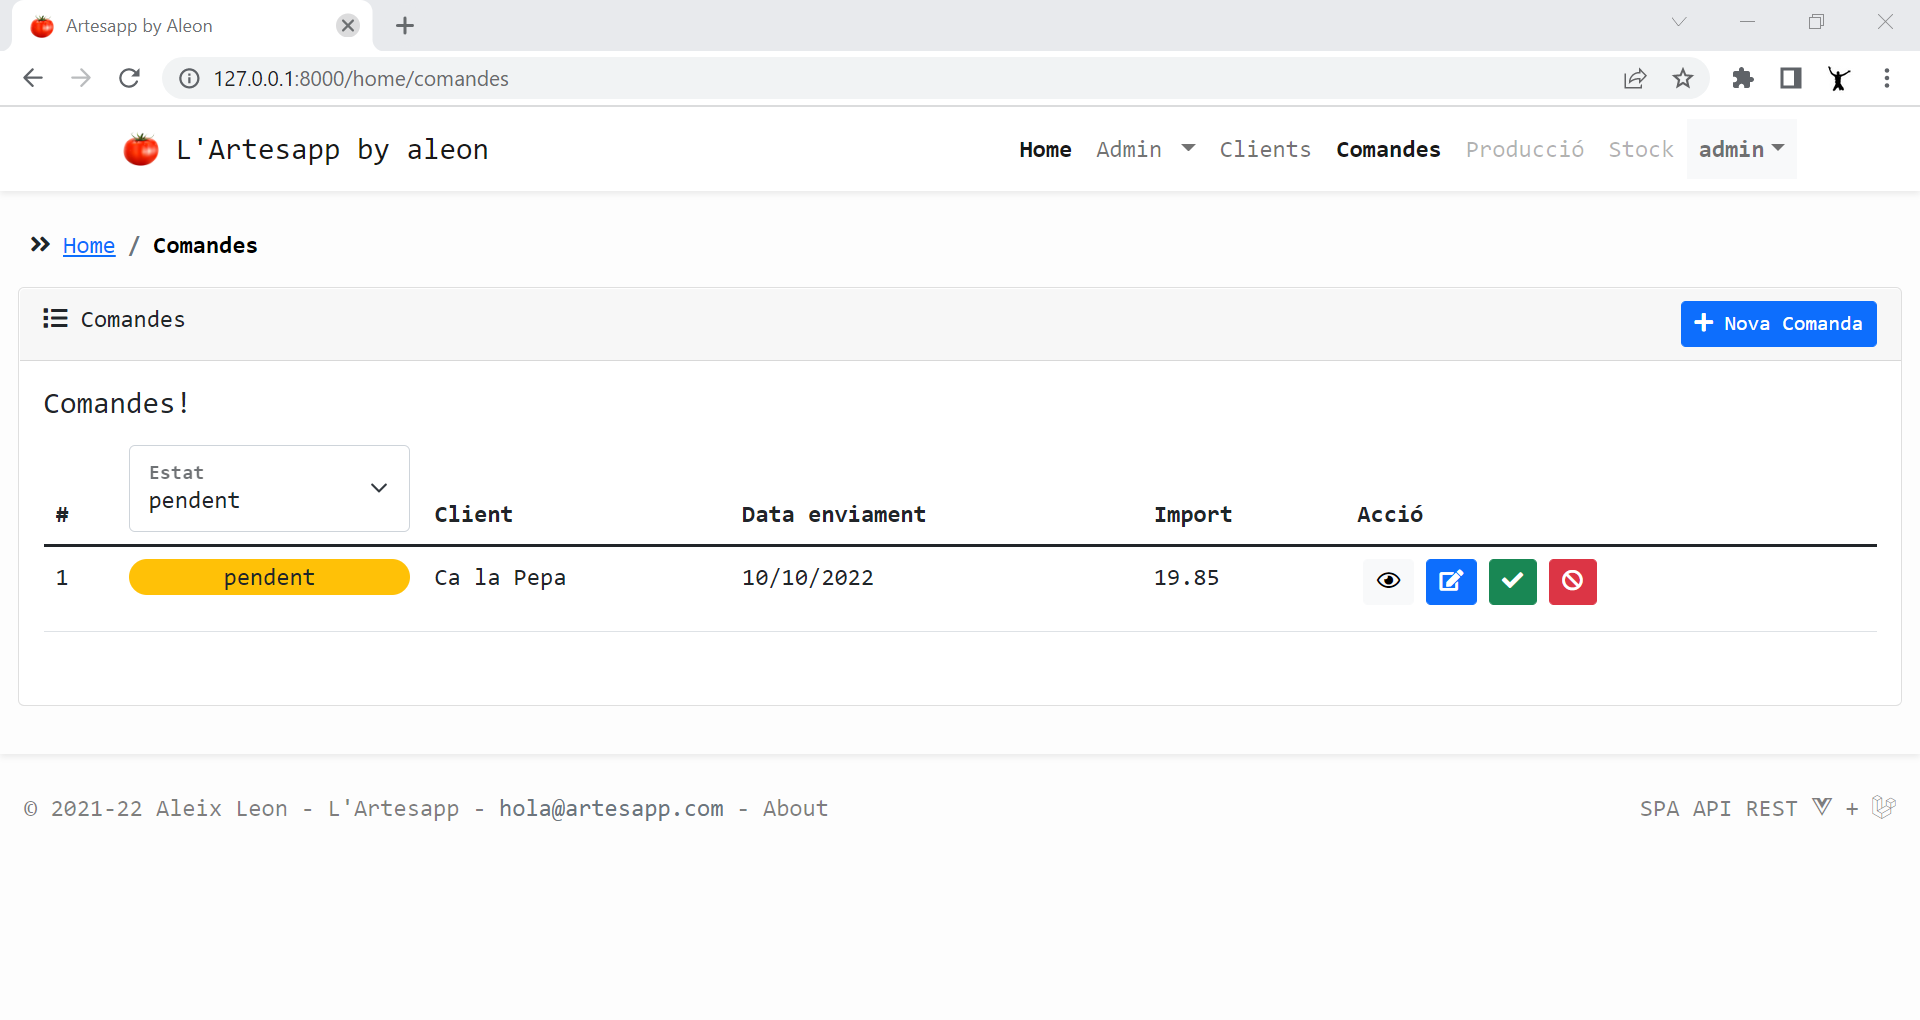 Artesapp by Aleon
127.0.0.1:8000/home/comandes
L'Artesapp by aleon
Home Admin Clients Comandes Producció Stock admin
Home / Comandes
Comandes
Nova Comanda
Comandes!
Estat
pendent
# Client Data enviament Import Acció
1 pendent Ca la Pepa 10/10/2022 19.85
© 2021-22 Aleix Leon - L'Artesapp - hola@artesapp.com - About
SPA API REST +